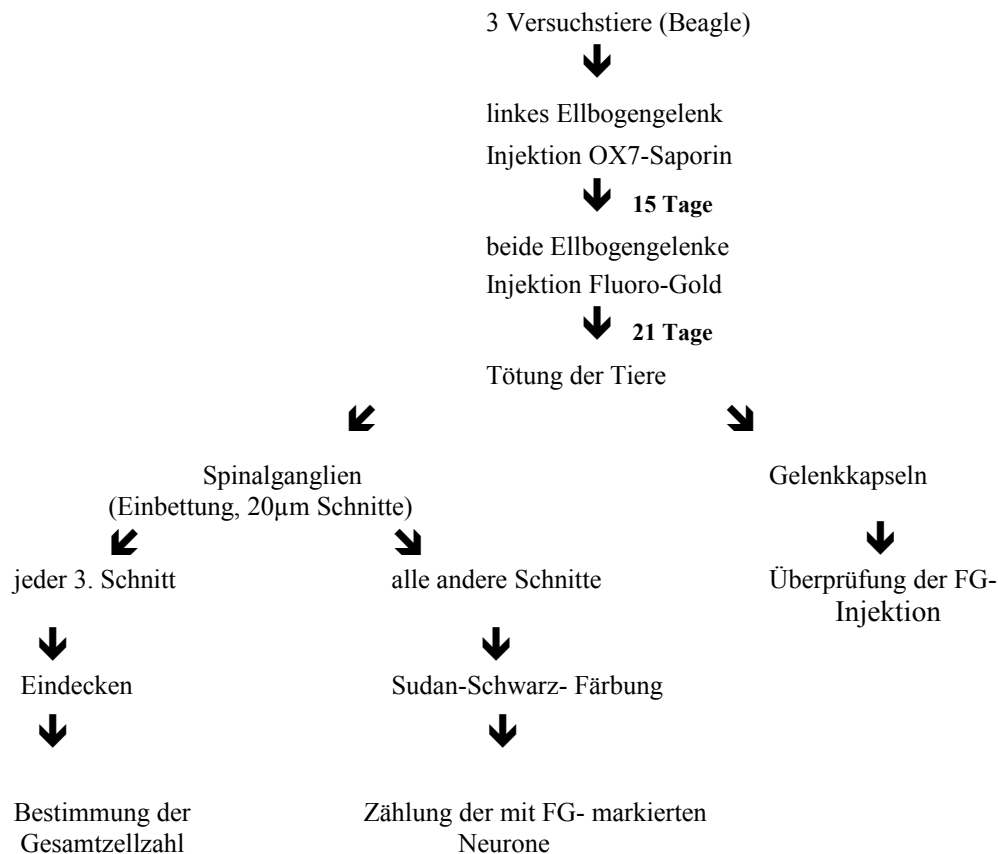 3 Versuchstiere (Beagle)
linkes Ellbogengelenk
Injektion OX7-Saporin
15 Tage
beide Ellbogengelenke
Injektion Fluoro-Gold
21 Tage
Tötung der Tiere
Spinalganglien
(Einbettung, 20µm Schnitte)
Gelenkkapseln
jeder 3. Schnitt
alle andere Schnitte
Überprüfung der FG-
Injektion
Eindecken
Sudan-Schwarz- Färbung
Bestimmung der
Gesamtzellzahl
Zählung der mit FG- markierten
Neurone